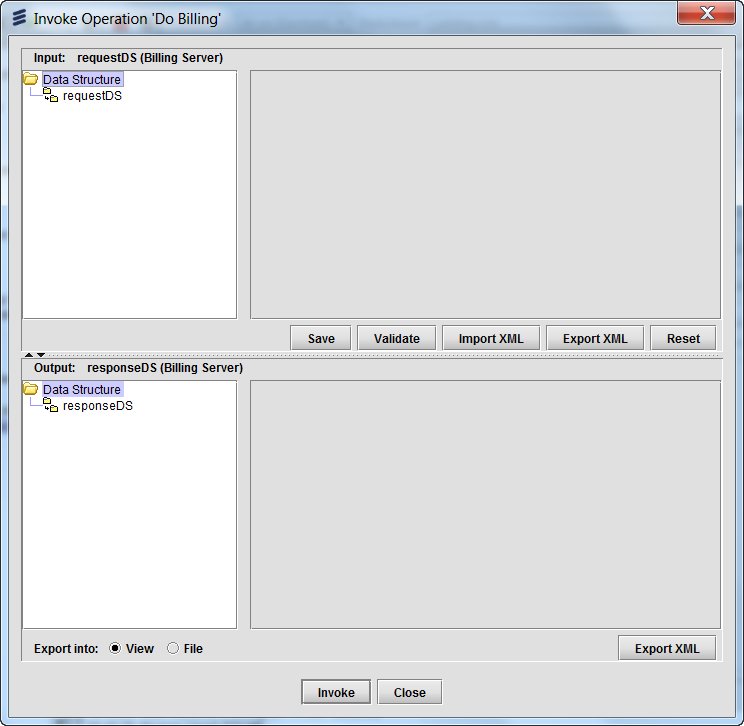 Invoke Operation 'Do Billing'
Input: requestDS (Billing Server)
Data Structure
requestDS
Save Validate Import XML Export XML Reset
Output: responseDS (Billing Server)
Data Structure
responseDS
Export into: View File Export XML
Invoke Close